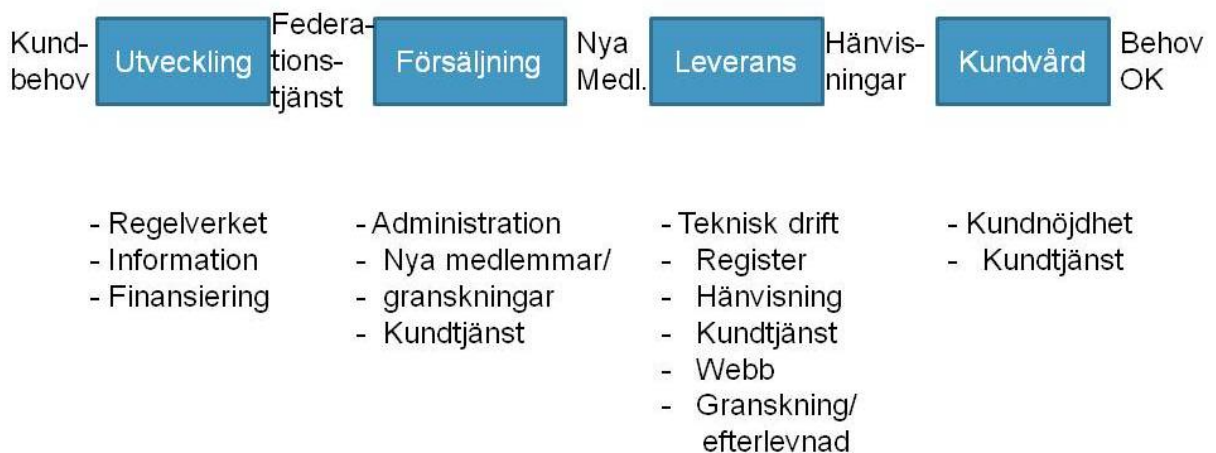 Kund-
behov
Utveckling
Federa-
tions-
tjänst
Försäljning
Nya
Medl.
Leverans
Hänvis-
ningar
Kundvård
Behov
OK
- Regelverket
- Information
- Finansiering
- Administration
- Nya medlemmar/
- granskningar
- Kundtjänst
- Teknisk drift
- Register
- Hänvisning
- Kundtjänst
- Webb
- Granskning/
efterlevnad
- Kundnöjdhet
- Kundtjänst